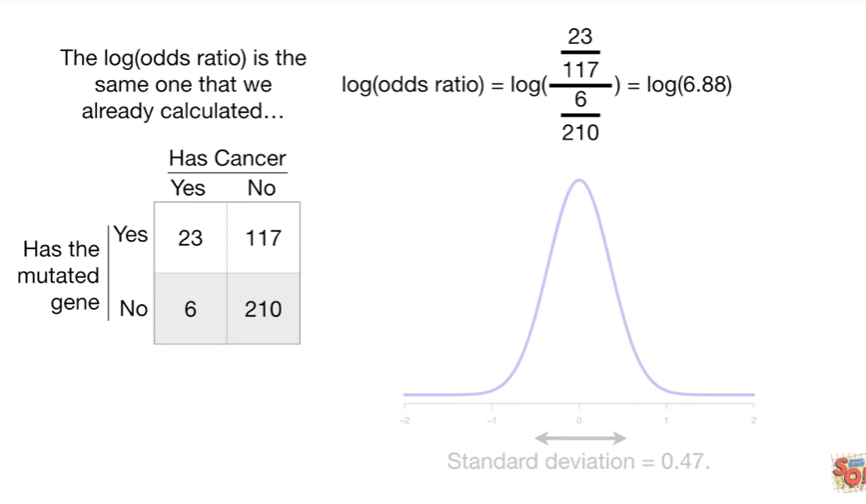 The log(odds ratio) is the
same one that we
already calculated…
log(odds ratio) = log(
23
117
6
210
) = log(6.88)
Has Cancer
Yes No
Has the
mutated
gene
Yes 23 117
No 6 210
-2 -1 0 1 2
Standard deviation = 0.47.